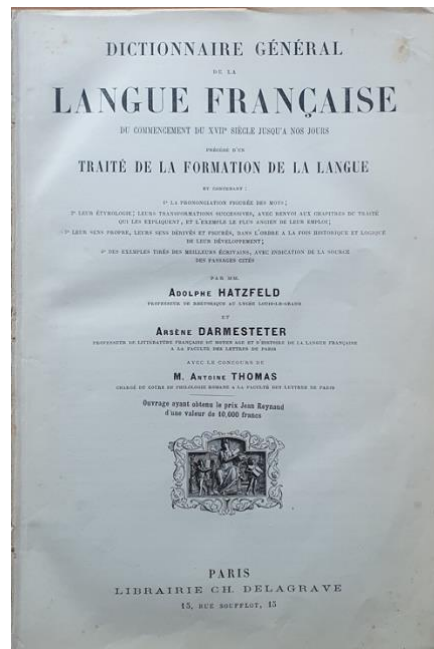 DICTIONNAIRE GÉNÉRAL
DE LA
LANGUE FRANÇAISE
DU COMMENCEMENT DU XVIIe SIÈCLE JUSQU'A NOS JOURS
PRÉCÉDÉ D'UN
TRAITÉ DE LA FORMATION DE LA LANGUE
ET CONTENANT :
1º LA PRONONCIATION FIGURÉE DES MOTS ;
2º LEUR ÉTYMOLOGIE ; LEURS TRANSFORMATIONS SUCCESSIVES, AVEC RENVOI AUX CHAPITRES DU TRAITÉ
QUI LES EXPLIQUENT, ET L'EXEMPLE LE PLUS ANCIEN DE LEUR EMPLOI ;
3º LEUR SENS PROPRE, LEURS SENS DÉRIVÉS ET FIGURÉS, DANS L'ORDRE A LA FOIS HISTORIQUE ET LOGIQUE
DE LEUR DÉVELOPPEMENT ;
4º DES EXEMPLES TIRÉS DES MEILLEURS ÉCRIVAINS, AVEC INDICATION DE LA SOURCE
DES PASSAGES CITÉS
PAR MM.
ADOLPHE HATZFELD
PROFESSEUR DE RHÉTORIQUE AU LYCÉE LOUIS-LE-GRAND
ET
ARSÈNE DARMESTETER
PROFESSEUR DE LITTÉRATURE FRANÇAISE DU MOYEN AGE ET D'HISTOIRE DE LA LANGUE FRANÇAISE
A LA FACULTÉ DES LETTRES DE PARIS
AVEC LE CONCOURS DE
M. ANTOINE THOMAS
CHARGÉ DU COURS DE PHILOLOGIE ROMANE A LA FACULTÉ DES LETTRES DE PARIS
Ouvrage ayant obtenu le prix Jean Reynaud
d'une valeur de 10,000 francs
PARIS
LIBRAIRIE CH. DELAGRAVE
15, RUE SOUFFLOT, 15